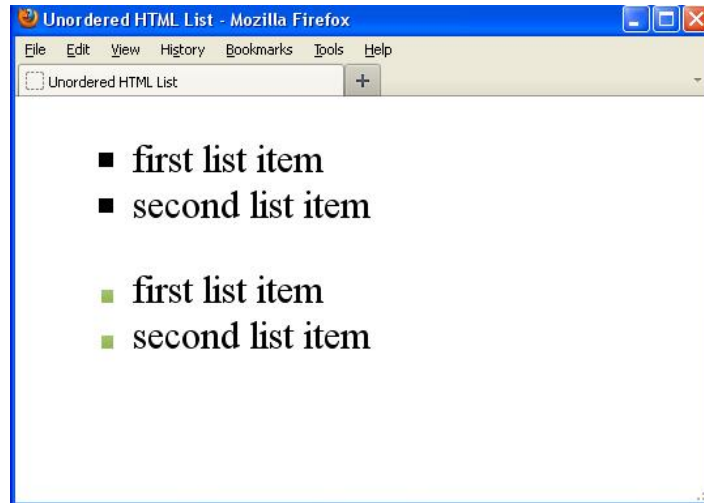 Unordered HTML List - Mozilla Firefox
File Edit View History Bookmarks Tools Help
Unordered HTML List
first list item
second list item
first list item
second list item